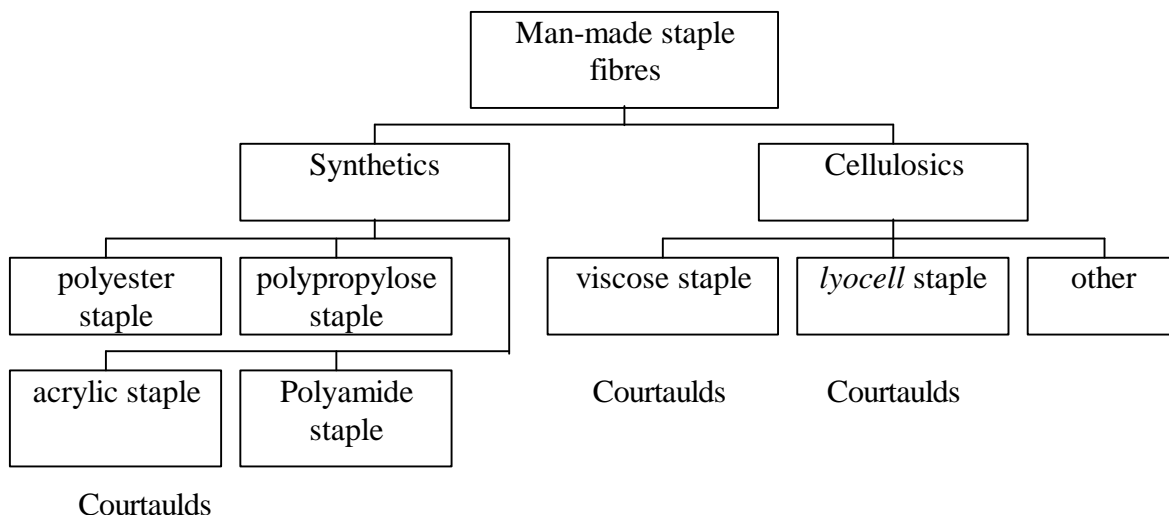 Man-made staple
fibres
Synthetics
Cellulosics
polyester
staple
polypropylose
staple
viscose staple
lyocell staple
other
acrylic staple
Polyamide
staple
Courtaulds
Courtaulds
Courtaulds